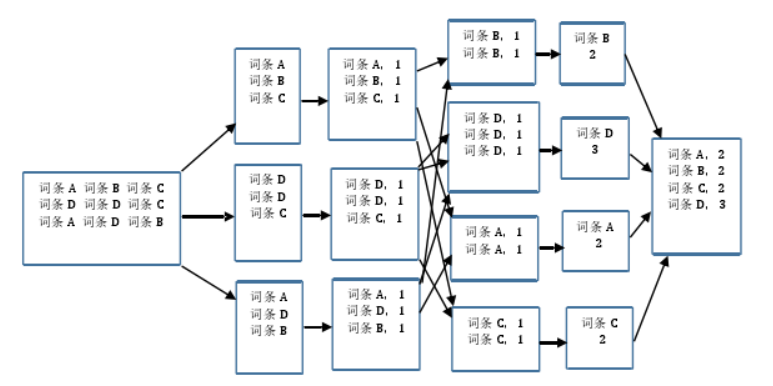 词条 A 词条 B 词条 C
词条 D 词条 D 词条 C
词条 A 词条 D 词条 B
词条 A
词条 B
词条 C
词条 D
词条 D
词条 C
词条 A
词条 D
词条 B
词条 A, 1
词条 B, 1
词条 C, 1
词条 D, 1
词条 D, 1
词条 C, 1
词条 A, 1
词条 D, 1
词条 B, 1
词条 B, 1
词条 B, 1
词条 D, 1
词条 D, 1
词条 D, 1
词条 A, 1
词条 A, 1
词条 C, 1
词条 C, 1
词条 B
2
词条 D
3
词条 A
2
词条 C
2
词条 A, 2
词条 B, 2
词条 C, 2
词条 D, 3